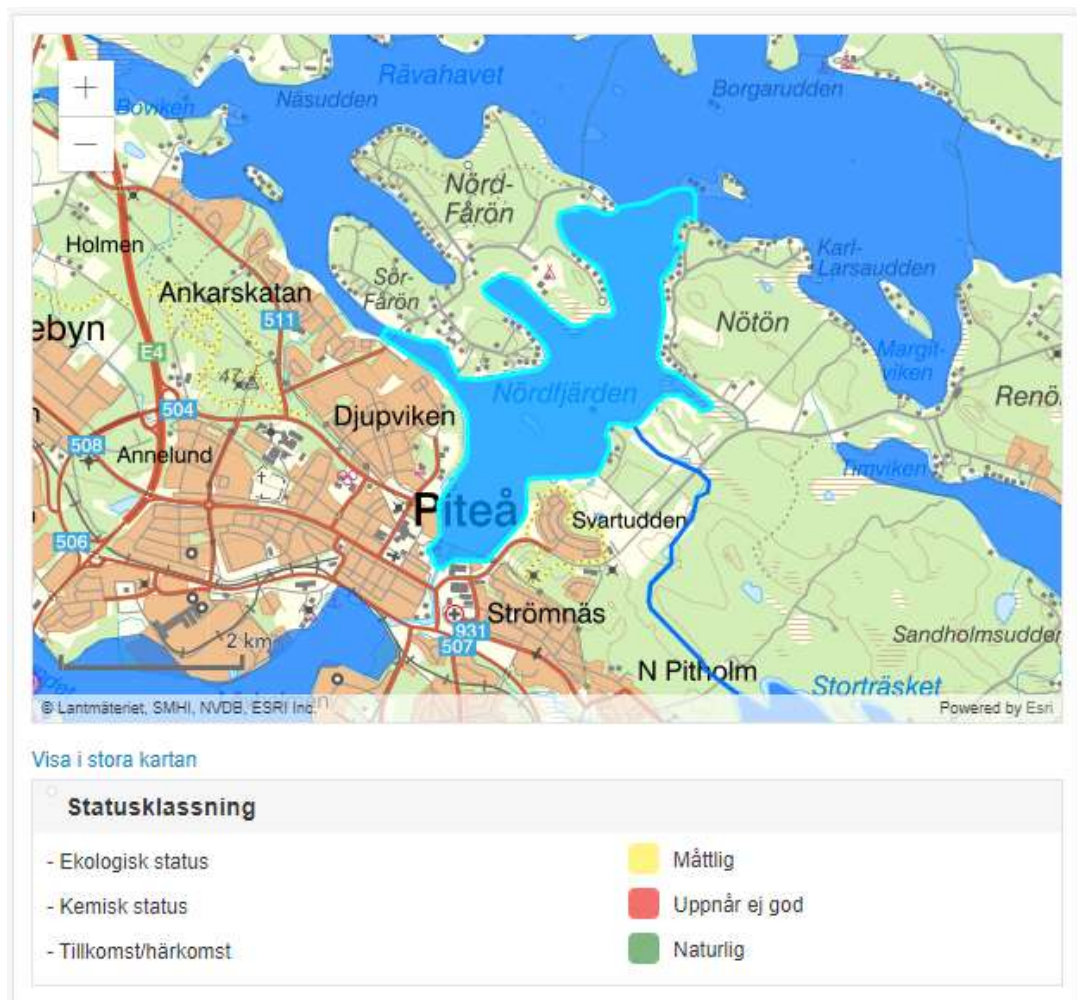 Rävahavet
Borgarudden
Näsudden
Boviken
Nörd-
Fårön
Holmen
Karl-
Larsaudden
Sör-
Fårön
Ankarskatan
511
Nötön
ebyn
E4
Margit-
viken
47.4
Nördfjärden
Renö
504
Djupviken
508
Annelund
Timviken
Piteå
Svartudden
506
Strömnäs
931
507
2 km
Sandholmsudden
N Pitholm
Storträsket
© Lantmäteriet, SMHI, NVDB, ESRI Inc.
Powered by Esri
Visa i stora kartan
Statusklassning
- Ekologisk status Måttlig
- Kemisk status Uppnår ej god
- Tillkomst/härkomst Naturlig